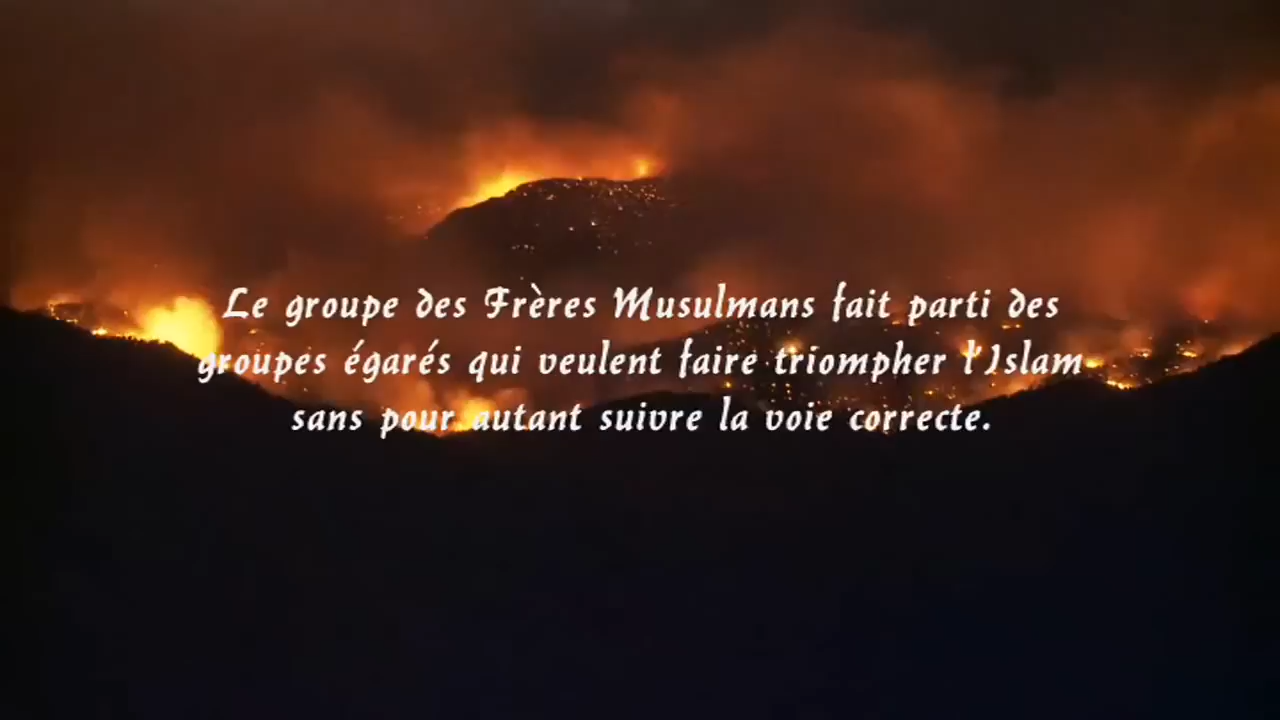 Le groupe des Frères Musulmans fait parti des
groupes égarés qui veulent faire triompher l'Islam
sans pour autant suivre la voie correcte.